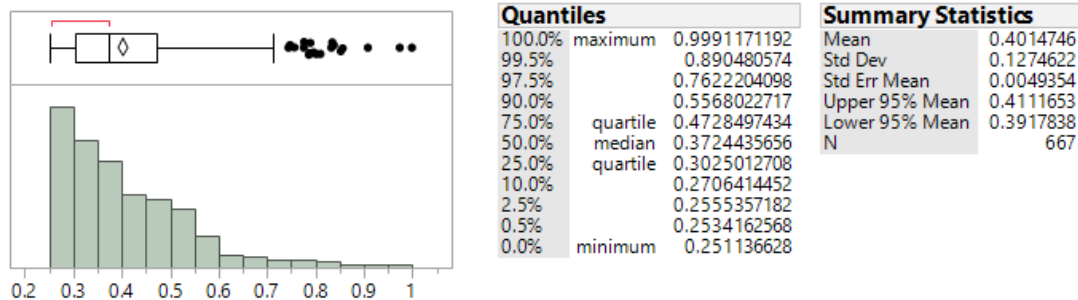 Quantiles
100.0% maximum 0.9991171192
99.5% 0.890480574
97.5% 0.7622204098
90.0% 0.5568022717
75.0% quartile 0.4728497434
50.0% median 0.3724435656
25.0% quartile 0.3025012708
10.0% 0.2706414452
2.5% 0.2555357182
0.5% 0.2534162568
0.0% minimum 0.251136628
Summary Statistics
Mean 0.4014746
Std Dev 0.1274622
Std Err Mean 0.0049354
Upper 95% Mean 0.4111653
Lower 95% Mean 0.3917838
N 667
0.2 0.3 0.4 0.5 0.6 0.7 0.8 0.9 1